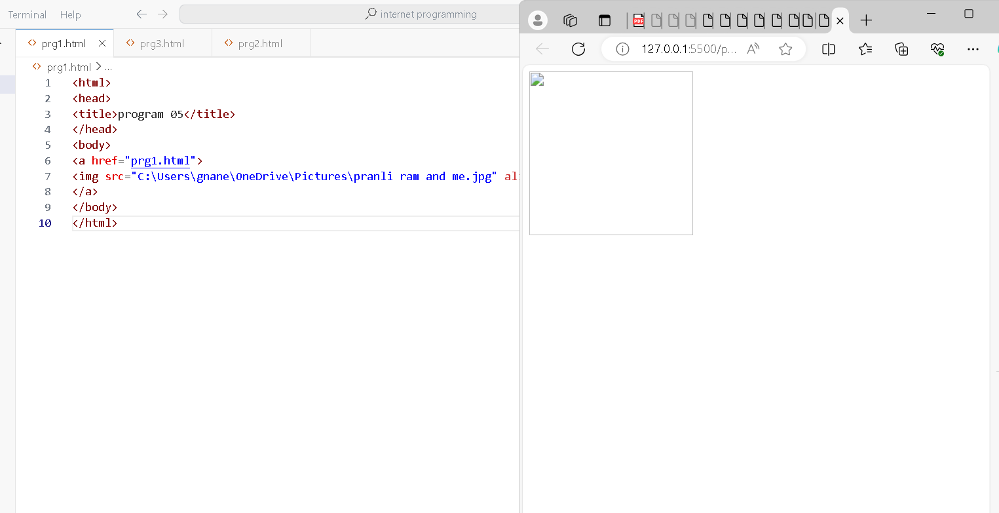 Terminal Help
internet programming
prg1.html
prg3.html
prg2.html
prg1.html > ...
1 <html>
2 <head>
3 <title>program 05</title>
4 </head>
5 <body>
6 <a href="prg1.html">
7 <img src="C:\Users\gnane\OneDrive\Pictures\pranli ram and me.jpg" al
8 </a>
9 </body>
10 </html>
PDF
127.0.0.1:5500/p...